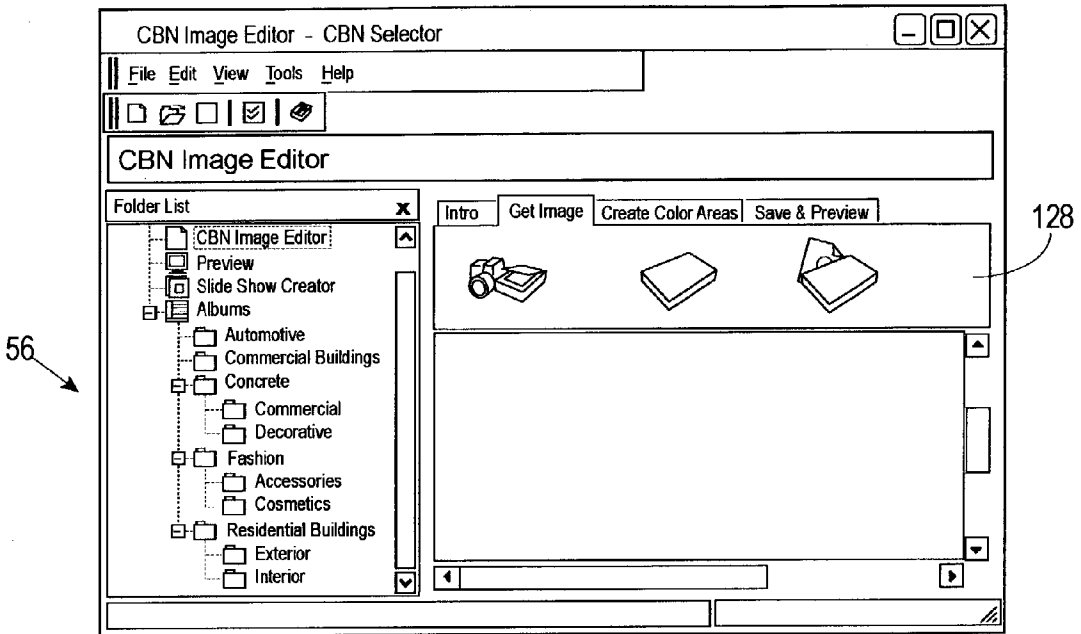 CBN Image Editor - CBN Selector
File Edit View Tools Help
CBN Image Editor
Folder List x
CBN Image Editor
Preview
Slide Show Creator
Albums
Automotive
Commercial Buildings
Concrete
Commercial
Decorative
Fashion
Accessories
Cosmetics
Residential Buildings
Exterior
Interior
Intro Get Image Create Color Areas Save & Preview
128
56